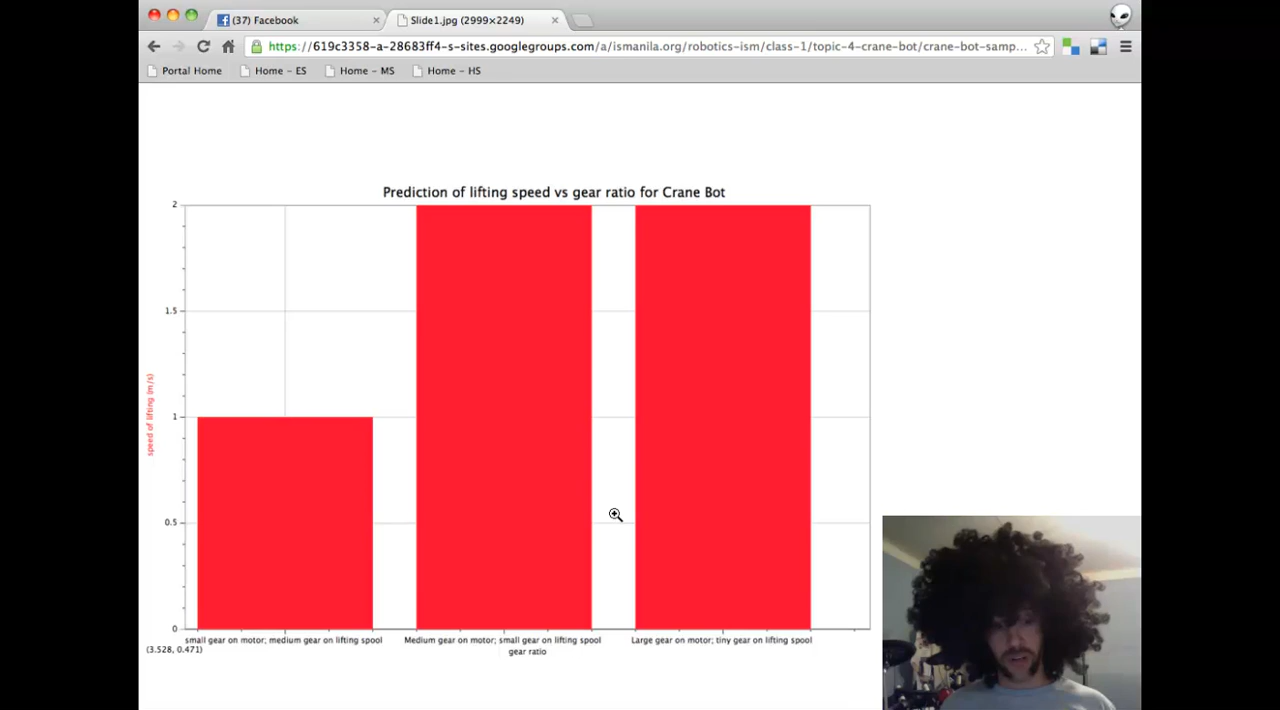 (37) Facebook
Slide1.jpg (2999×2249)
https://619c3358-a-28683ff4-s-sites.googlegroups.com/a/ismanila.org/robotics-ism/class-1/topic-4-crane-bot/crane-bot-samp...
Portal Home Home – ES Home – MS Home – HS
Prediction of lifting speed vs gear ratio for Crane Bot
2
1.5
1
0.5
0
speed of lifting (m/s)
small gear on motor; medium gear on lifting spool Medium gear on motor; small gear on lifting spool Large gear on motor; tiny gear on lifting spool
(3.528, 0.471) gear ratio